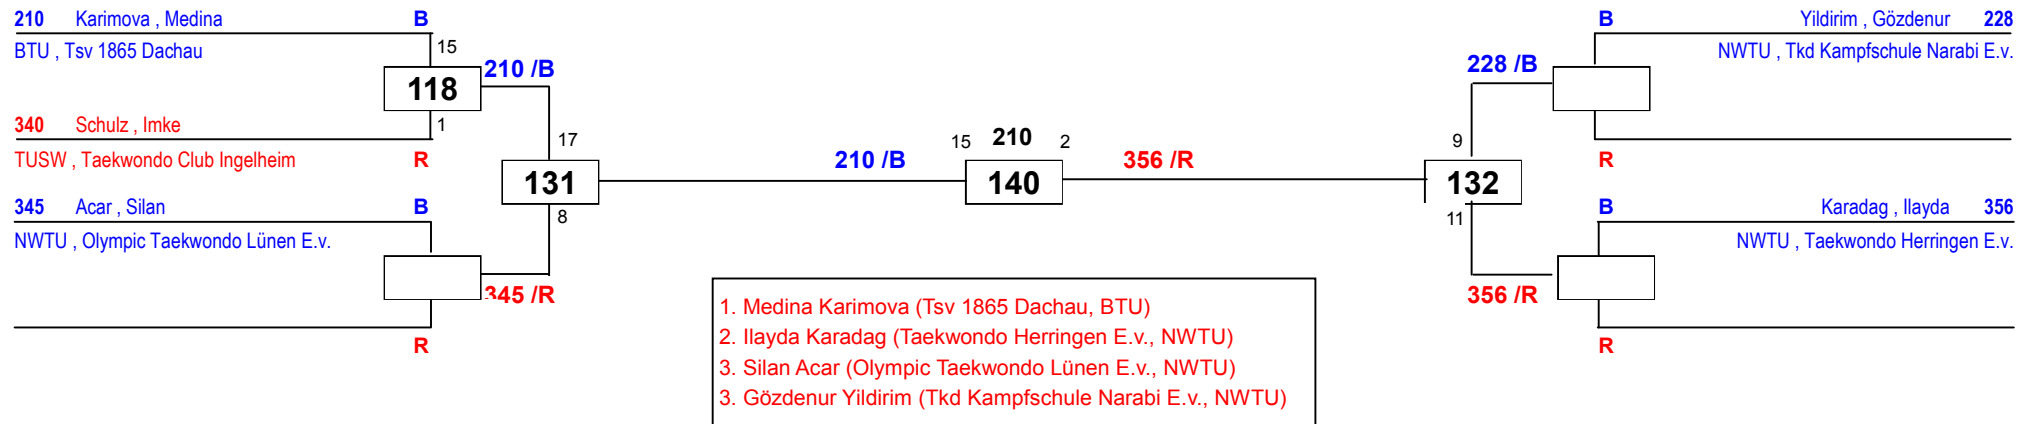 210 Karimova , Medina B
BTU , Tsv 1865 Dachau
15
118
210 /B
340 Schulz , Imke
1
TUSW , Taekwondo Club Ingelheim R
17
131
8
345 Acar , Silan B
NWTU , Olympic Taekwondo Lünen E.v.
345 /R
R
210 /B
15 210 2
140
356 /R
B Yildirim , Gözdenur 228
NWTU , Tkd Kampfschule Narabi E.v.
228 /B
R
9
132
11
B Karadag , Ilayda 356
NWTU , Taekwondo Herringen E.v.
356 /R
R
1. Medina Karimova (Tsv 1865 Dachau, BTU)
2. Ilayda Karadag (Taekwondo Herringen E.v., NWTU)
3. Silan Acar (Olympic Taekwondo Lünen E.v., NWTU)
3. Gözdenur Yildirim (Tkd Kampfschule Narabi E.v., NWTU)